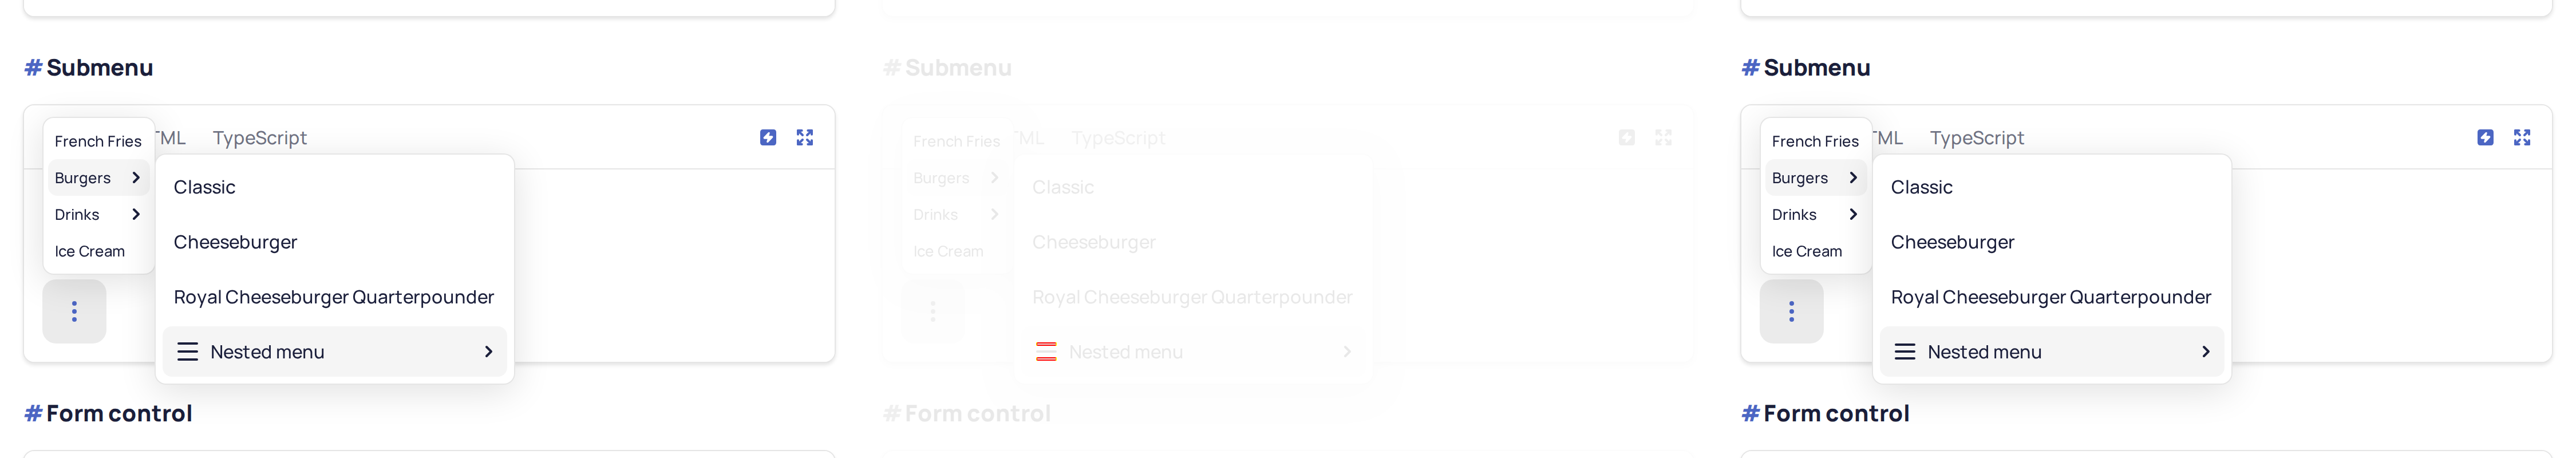 # Submenu
TML TypeScript
French Fries
Burgers
Drinks
Ice Cream
Classic
Cheeseburger
Royal Cheeseburger Quarterpounder
Nested menu
# Form control
# Submenu
ML TypeScript
French Fries
Burgers
Drinks
Ice Cream
Classic
Cheeseburger
Royal Cheeseburger Quarterpounder
Nested menu
# Form control
# Submenu
TML TypeScript
French Fries
Burgers
Drinks
Ice Cream
Classic
Cheeseburger
Royal Cheeseburger Quarterpounder
Nested menu
# Form control